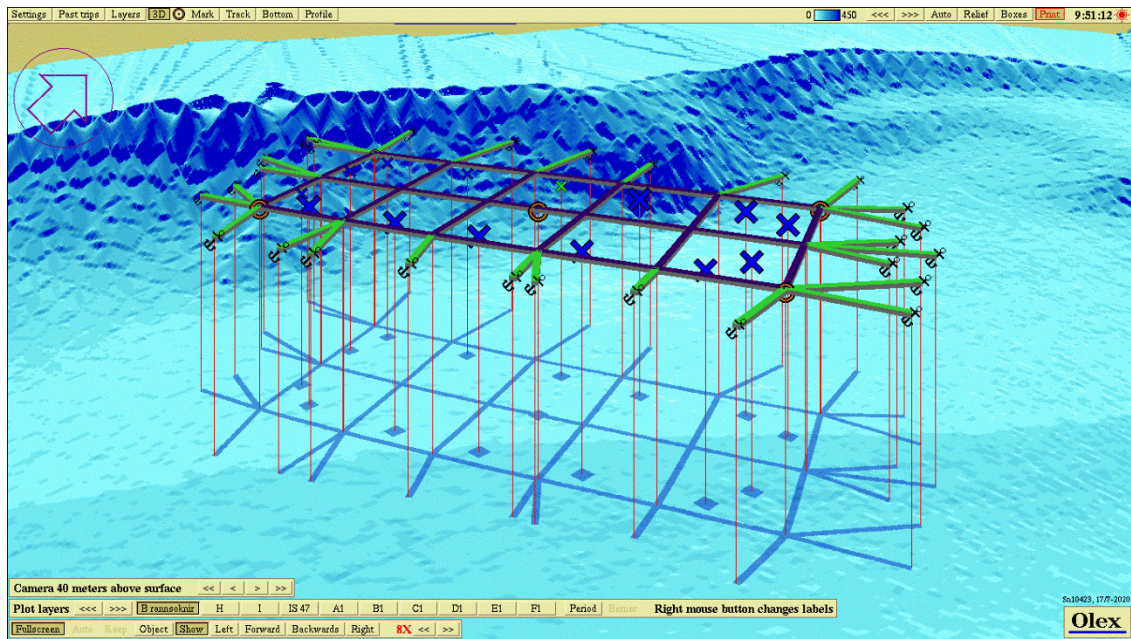 Settings Past trips Layers 3D Mark Track Bottom Profile 0 450 <<< >>> Auto Relief Boxes Print 9:51:12
Camera 40 meters above surface << < > >>
Plot layers <<< >>> B rannsoknir H I IS 47 A1 B1 C1 D1 E1 F1 Period Bemar Right mouse button changes labels
Sn10423, 17/7-2020
Fullscreen Auto Keep Object Show Left Forward Backwards Right 8X << >>
Olex